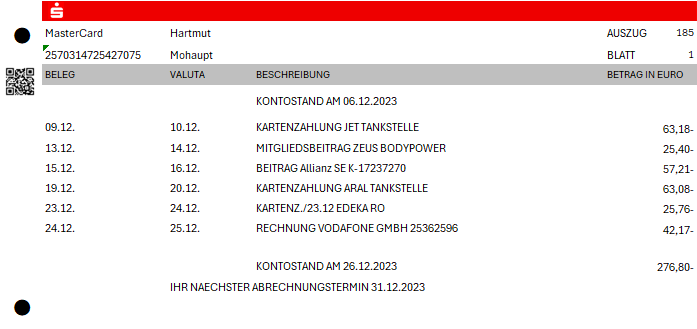 MasterCard Hartmut AUSZUG 185
2570314725427075 Mohaupt BLATT 1
BELEG VALUTA BESCHREIBUNG BETRAG IN EURO
KONTOSTAND AM 06.12.2023
09.12. 10.12. KARTENZAHLUNG JET TANKSTELLE 63,18-
13.12. 14.12. MITGLIEDSBEITRAG ZEUS BODYPOWER 25,40-
15.12. 16.12. BEITRAG Allianz SE K-17237270 57,21-
19.12. 20.12. KARTENZAHLUNG ARAL TANKSTELLE 63,08-
23.12. 24.12. KARTENZ./23.12 EDEKA RO 25,76-
24.12. 25.12. RECHNUNG VODAFONE GMBH 25362596 42,17-
KONTOSTAND AM 26.12.2023 276,80-
IHR NAECHSTER ABRECHNUNGSTERMIN 31.12.2023